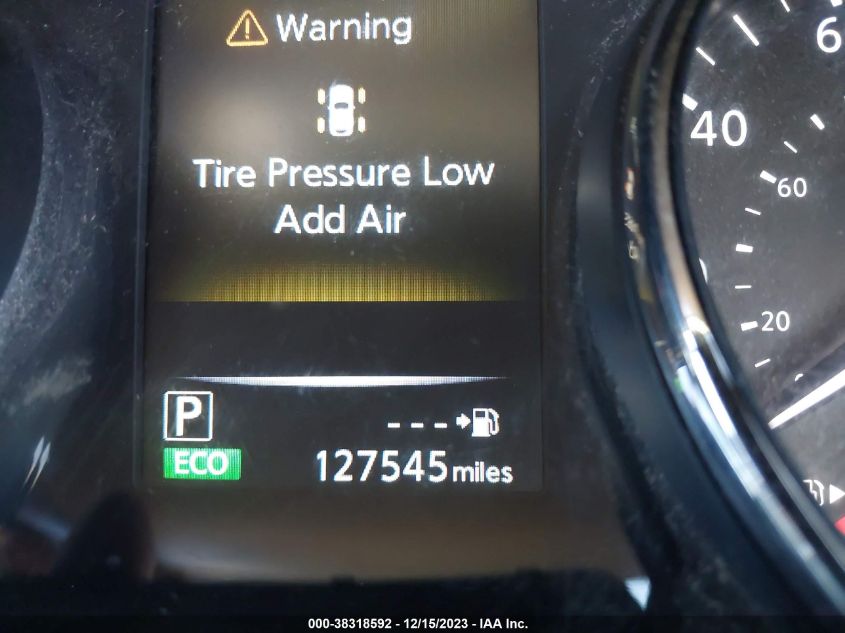 Warning
Tire Pressure Low
Add Air
P
--- 
ECO
127545 miles
6
40
60
20
000-38318592 - 12/15/2023 - IAA Inc.